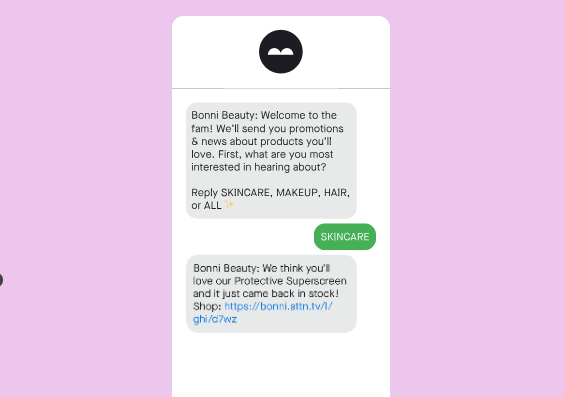 Bonni Beauty: Welcome to the
fam! We'll send you promotions
& news about products you'll
love. First, what are you most
interested in hearing about?
Reply SKINCARE, MAKEUP, HAIR,
or ALL ✨
SKINCARE
Bonni Beauty: We think you'll
love our Protective Superscreen
and it just came back in stock!
Shop: https://bonni.attn.tv/l/
ghi/d7wz